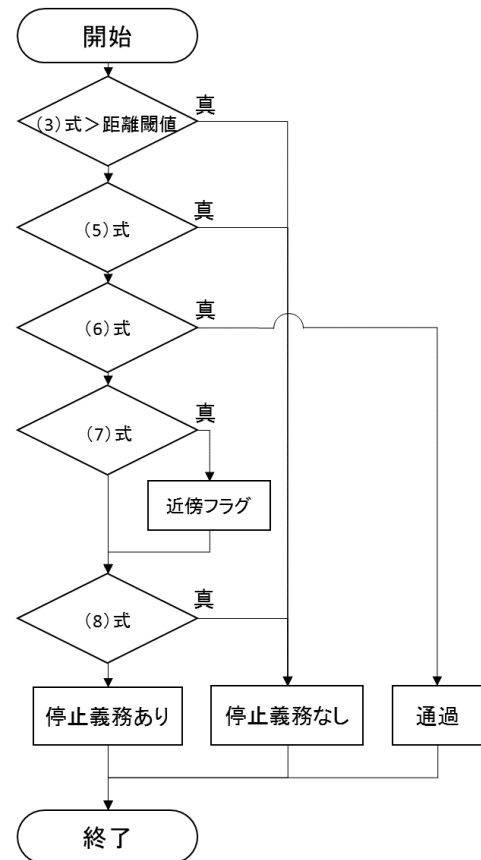 開始
真
(3)式>距離閾値
真
(5)式
真
(6)式
真
(7)式
近傍フラグ
真
(8)式
停止義務あり
停止義務なし
通過
終了